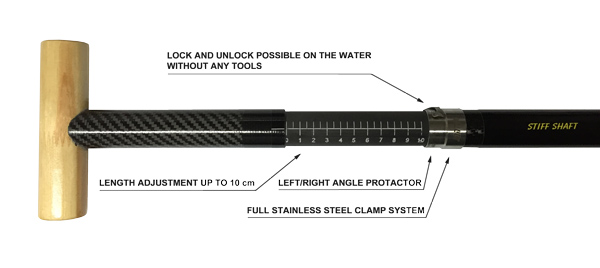 LOCK AND UNLOCK POSSIBLE ON THE WATER
WITHOUT ANY TOOLS
STIFF SHAFT
0 1 2 3 4 5 6 7 8 9 10
LENGTH ADJUSTMENT UP TO 10 cm
LEFT/RIGHT ANGLE PROTACTOR
FULL STAINLESS STEEL CLAMP SYSTEM